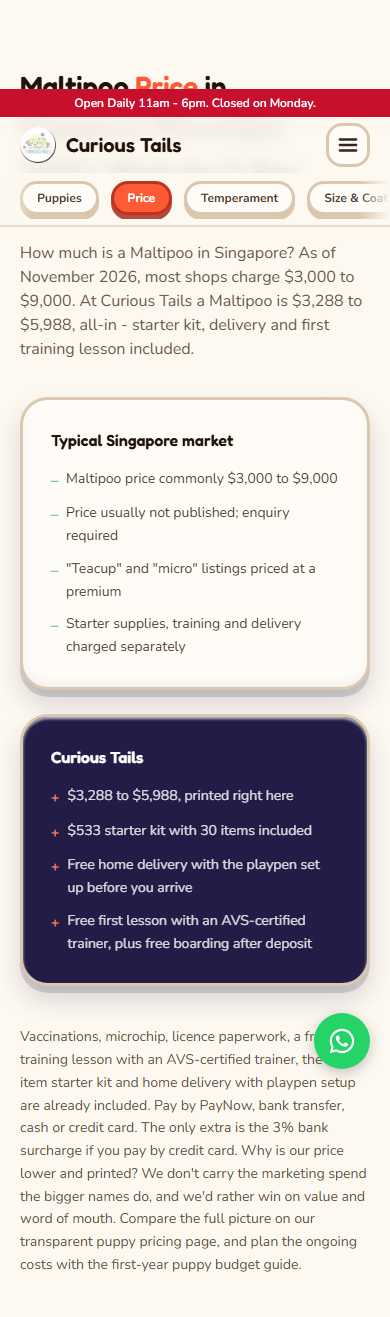 Maltipoo Price in
Open Daily 11am - 6pm. Closed on Monday.
Curious Tails
Puppies
Price
Temperament
Size & Coat
How much is a Maltipoo in Singapore? As of
November 2026, most shops charge $3,000 to
$9,000. At Curious Tails a Maltipoo is $3,288 to
$5,988, all-in - starter kit, delivery and first
training lesson included.
Typical Singapore market
– Maltipoo price commonly $3,000 to $9,000
– Price usually not published; enquiry
required
– "Teacup" and "micro" listings priced at a
premium
– Starter supplies, training and delivery
charged separately
Curious Tails
+ $3,288 to $5,988, printed right here
+ $533 starter kit with 30 items included
+ Free home delivery with the playpen set
up before you arrive
+ Free first lesson with an AVS-certified
trainer, plus free boarding after deposit
Vaccinations, microchip, licence paperwork, a
training lesson with an AVS-certified trainer, the
item starter kit and home delivery with playpen setup
are already included. Pay by PayNow, bank transfer,
cash or credit card. The only extra is the 3% bank
surcharge if you pay by credit card. Why is our price
lower and printed? We don't carry the marketing spend
the bigger names do, and we'd rather win on value and
word of mouth. Compare the full picture on our
transparent puppy pricing page, and plan the ongoing
costs with the first-year puppy budget guide.